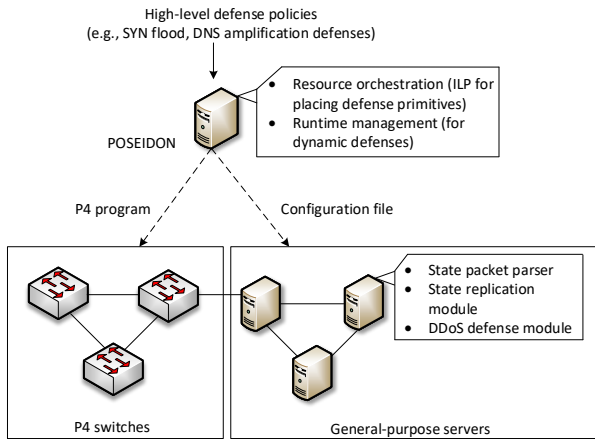 High-level defense policies
(e.g., SYN flood, DNS amplification defenses)
• Resource orchestration (ILP for
placing defense primitives)
• Runtime management (for
dynamic defenses)
POSEIDON
P4 program
Configuration file
• State packet parser
• State replication
module
• DDoS defense module
P4 switches
General-purpose servers